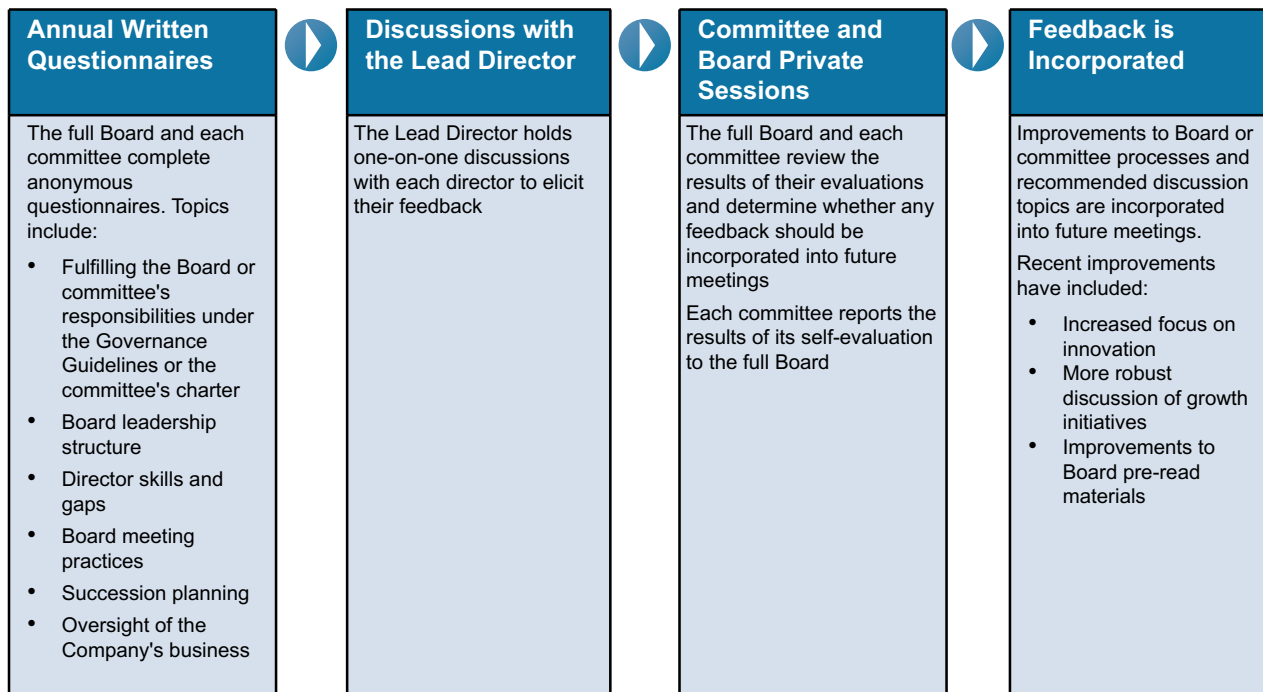 Annual Written
Questionnaires
The full Board and each
committee complete
anonymous
questionnaires. Topics
include:
• Fulfilling the Board or
committee's
responsibilities under
the Governance
Guidelines or the
committee's charter
• Board leadership
structure
• Director skills and
gaps
• Board meeting
practices
• Succession planning
• Oversight of the
Company's business
Discussions with
the Lead Director
The Lead Director holds
one-on-one discussions
with each director to elicit
their feedback
Committee and
Board Private
Sessions
The full Board and each
committee review the
results of their evaluations
and determine whether any
feedback should be
incorporated into future
meetings
Each committee reports the
results of its self-evaluation
to the full Board
Feedback is
Incorporated
Improvements to Board or
committee processes and
recommended discussion
topics are incorporated
into future meetings.
Recent improvements
have included:
• Increased focus on
innovation
• More robust
discussion of growth
initiatives
• Improvements to
Board pre-read
materials